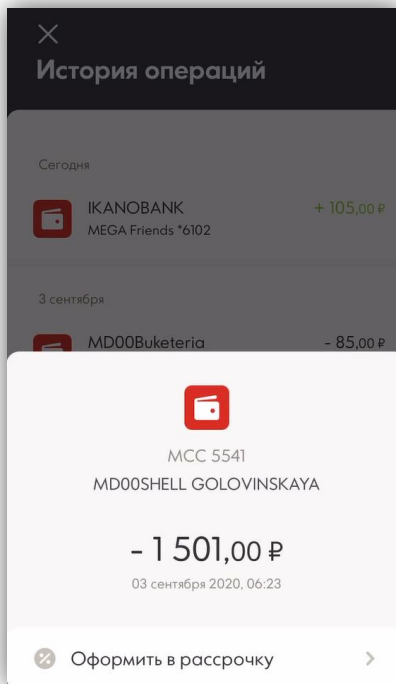 История операций
Сегодня
IKANOBANK
+ 105,00 ₽
MEGA Friends *6102
3 сентября
MD00Buketeria
- 85,00 ₽
MCC 5541
MD00SHELL GOLOVINSKAYA
- 1 501,00 ₽
03 сентября 2020, 06:23
Оформить в рассрочку